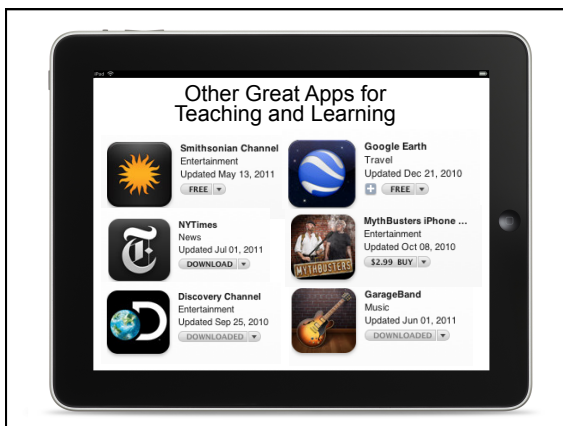 iPad
Other Great Apps for
Teaching and Learning
Smithsonian Channel
Entertainment
Updated May 13, 2011
FREE
Google Earth
Travel
Updated Dec 21, 2010
FREE
NYTimes
News
Updated Jul 01, 2011
DOWNLOAD
MythBusters iPhone ...
Entertainment
Updated Oct 08, 2010
$2.99 BUY
MYTHBUSTERS
Discovery Channel
Entertainment
Updated Sep 25, 2010
DOWNLOADED
GarageBand
Music
Updated Jun 01, 2011
DOWNLOADED